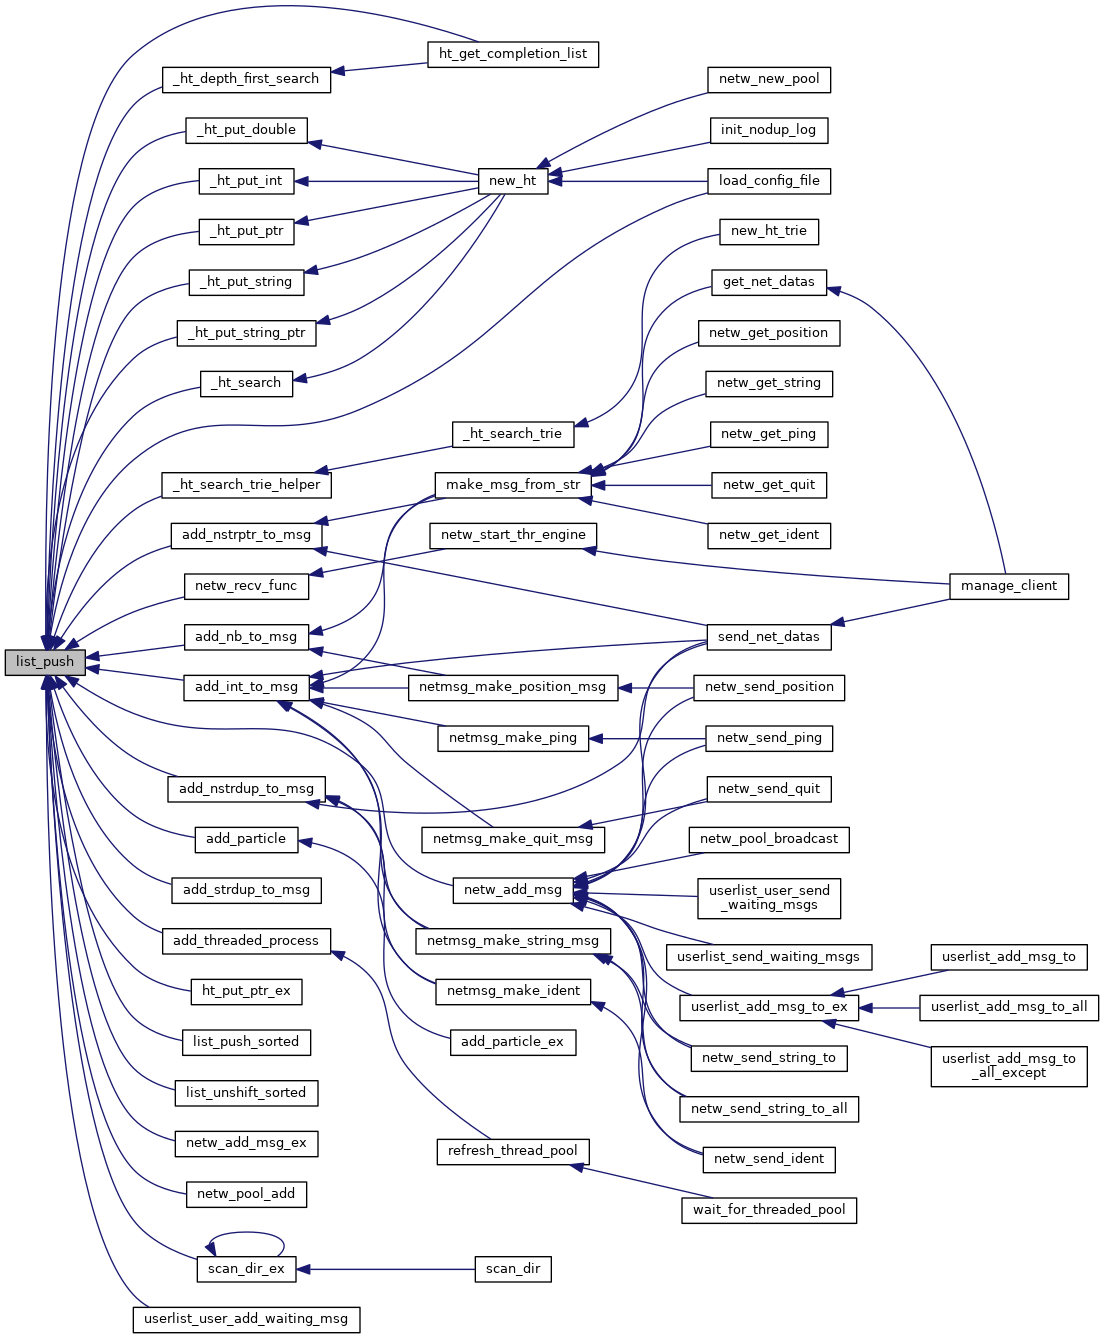 ht_get_completion_list
_ht_depth_first_search
netw_new_pool
_ht_put_double
init_nodup_log
_ht_put_int
new_ht
load_config_file
_ht_put_ptr
new_ht_trie
_ht_put_string
get_net_datas
_ht_put_string_ptr
netw_get_position
_ht_search
netw_get_string
_ht_search_trie
netw_get_ping
_ht_search_trie_helper
make_msg_from_str
netw_get_quit
add_nstrptr_to_msg
netw_start_thr_engine
netw_get_ident
netw_recv_func
manage_client
add_nb_to_msg
send_net_datas
list_push
add_int_to_msg
netmsg_make_position_msg
netw_send_position
netmsg_make_ping
netw_send_ping
add_nstrdup_to_msg
netw_send_quit
add_particle
netmsg_make_quit_msg
netw_pool_broadcast
add_strdup_to_msg
netw_add_msg
userlist_user_send
_waiting_msgs
add_threaded_process
netmsg_make_string_msg
userlist_send_waiting_msgs
userlist_add_msg_to
ht_put_ptr_ex
netmsg_make_ident
userlist_add_msg_to_ex
userlist_add_msg_to_all
list_push_sorted
add_particle_ex
netw_send_string_to
userlist_add_msg_to
_all_except
list_unshift_sorted
netw_send_string_to_all
netw_add_msg_ex
refresh_thread_pool
netw_send_ident
netw_pool_add
wait_for_threaded_pool
scan_dir_ex
scan_dir
userlist_user_add_waiting_msg